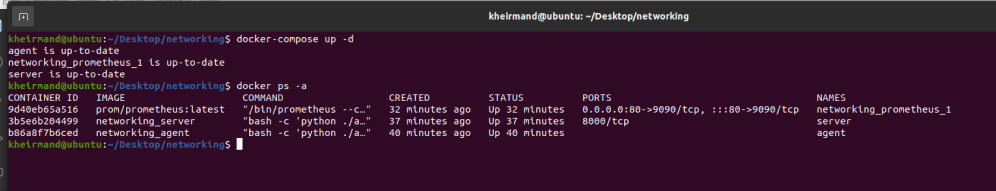 kheirmand@ubuntu: ~/Desktop/networking
kheirmand@ubuntu:~/Desktop/networking$ docker-compose up -d
agent is up-to-date
networking_prometheus_1 is up-to-date
server is up-to-date
kheirmand@ubuntu:~/Desktop/networking$ docker ps -a
CONTAINER ID   IMAGE                    COMMAND                  CREATED          STATUS          PORTS                                   NAMES
9d40eb65a516   prom/prometheus:latest   "/bin/prometheus --c…"   32 minutes ago   Up 32 minutes   0.0.0.0:80->9090/tcp, :::80->9090/tcp   networking_prometheus_1
3b5e6b204499   networking_server        "bash -c 'python ./a…"   37 minutes ago   Up 37 minutes   8000/tcp                                server
b86a8f7b6ced   networking_agent         "bash -c 'python ./a…"   40 minutes ago   Up 40 minutes                                           agent
kheirmand@ubuntu:~/Desktop/networking$